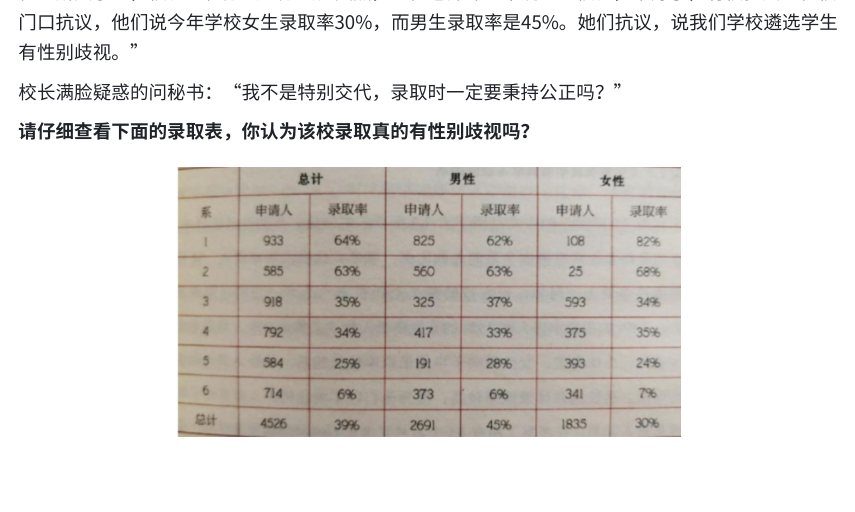 门口抗议，他们说今年学校女生录取率30%，而男生录取率是45%。她们抗议，说我们学校遴选学生
有性别歧视。”
校长满脸疑惑的问秘书：“我不是特别交代，录取时一定要秉持公正吗？”
请仔细查看下面的录取表，你认为该校录取真的有性别歧视吗？
总计 男性 女性
系 申请人 录取率 申请人 录取率 申请人 录取率
1 933 64% 825 62% 108 82%
2 585 63% 560 63% 25 68%
3 918 35% 325 37% 593 34%
4 792 34% 417 33% 375 35%
5 584 25% 191 28% 393 24%
6 714 6% 373 6% 341 7%
总计 4526 39% 2691 45% 1835 30%